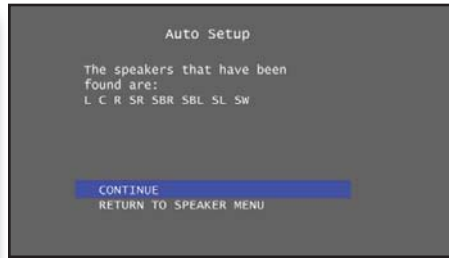 Auto Setup
The speakers that have been
found are:
L C R SR SBR SBL SL SW
CONTINUE
RETURN TO SPEAKER MENU